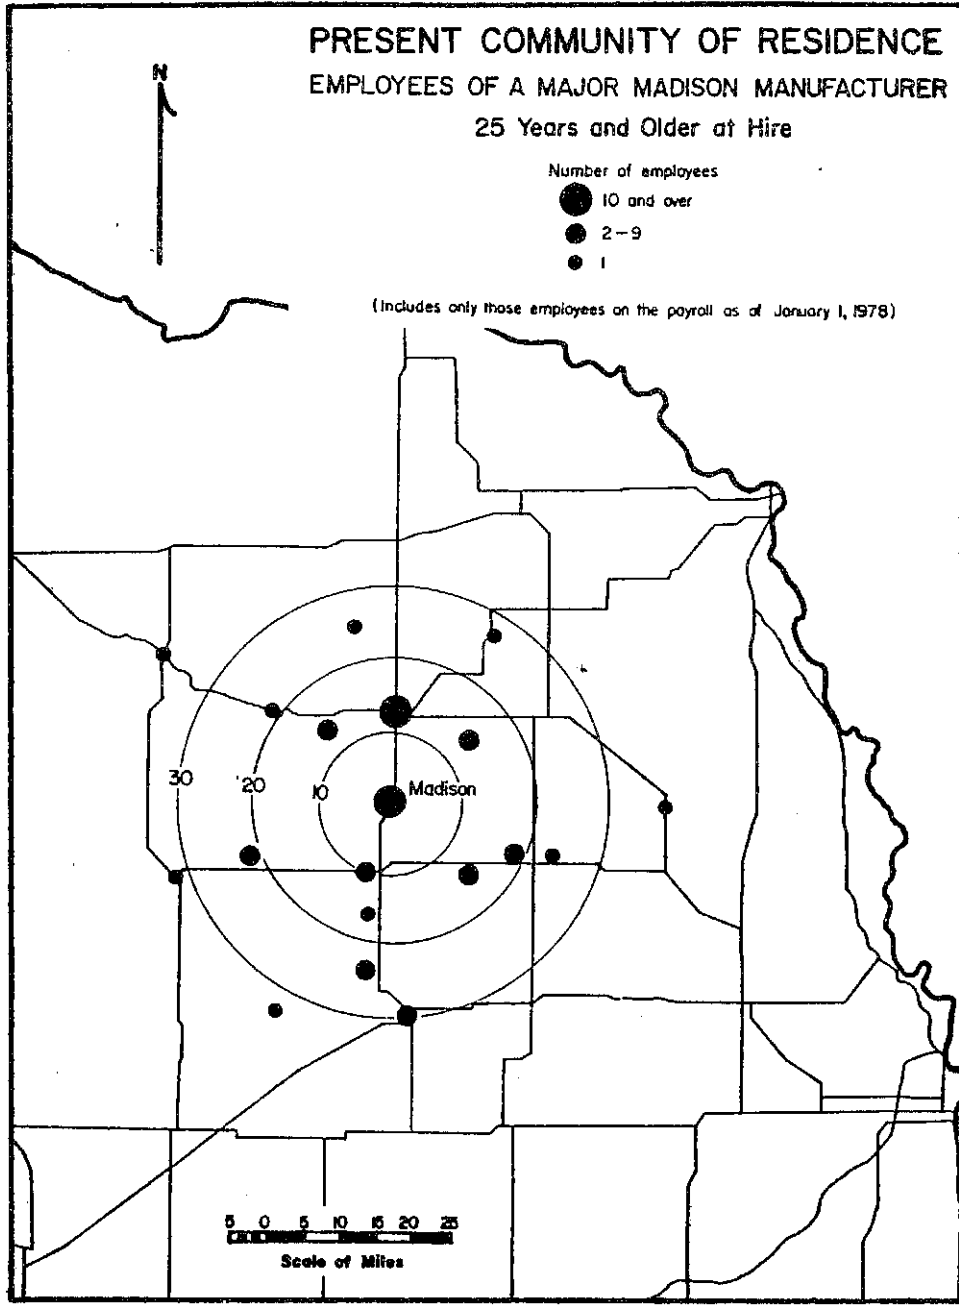 PRESENT COMMUNITY OF RESIDENCE
EMPLOYEES OF A MAJOR MADISON MANUFACTURER
25 Years and Older at Hire
N
Number of employees
10 and over
2-9
1
(Includes only those employees on the payroll as of January 1, 1978)
30
20
10
Madison
5 0 5 10 15 20 25
Scale of Miles